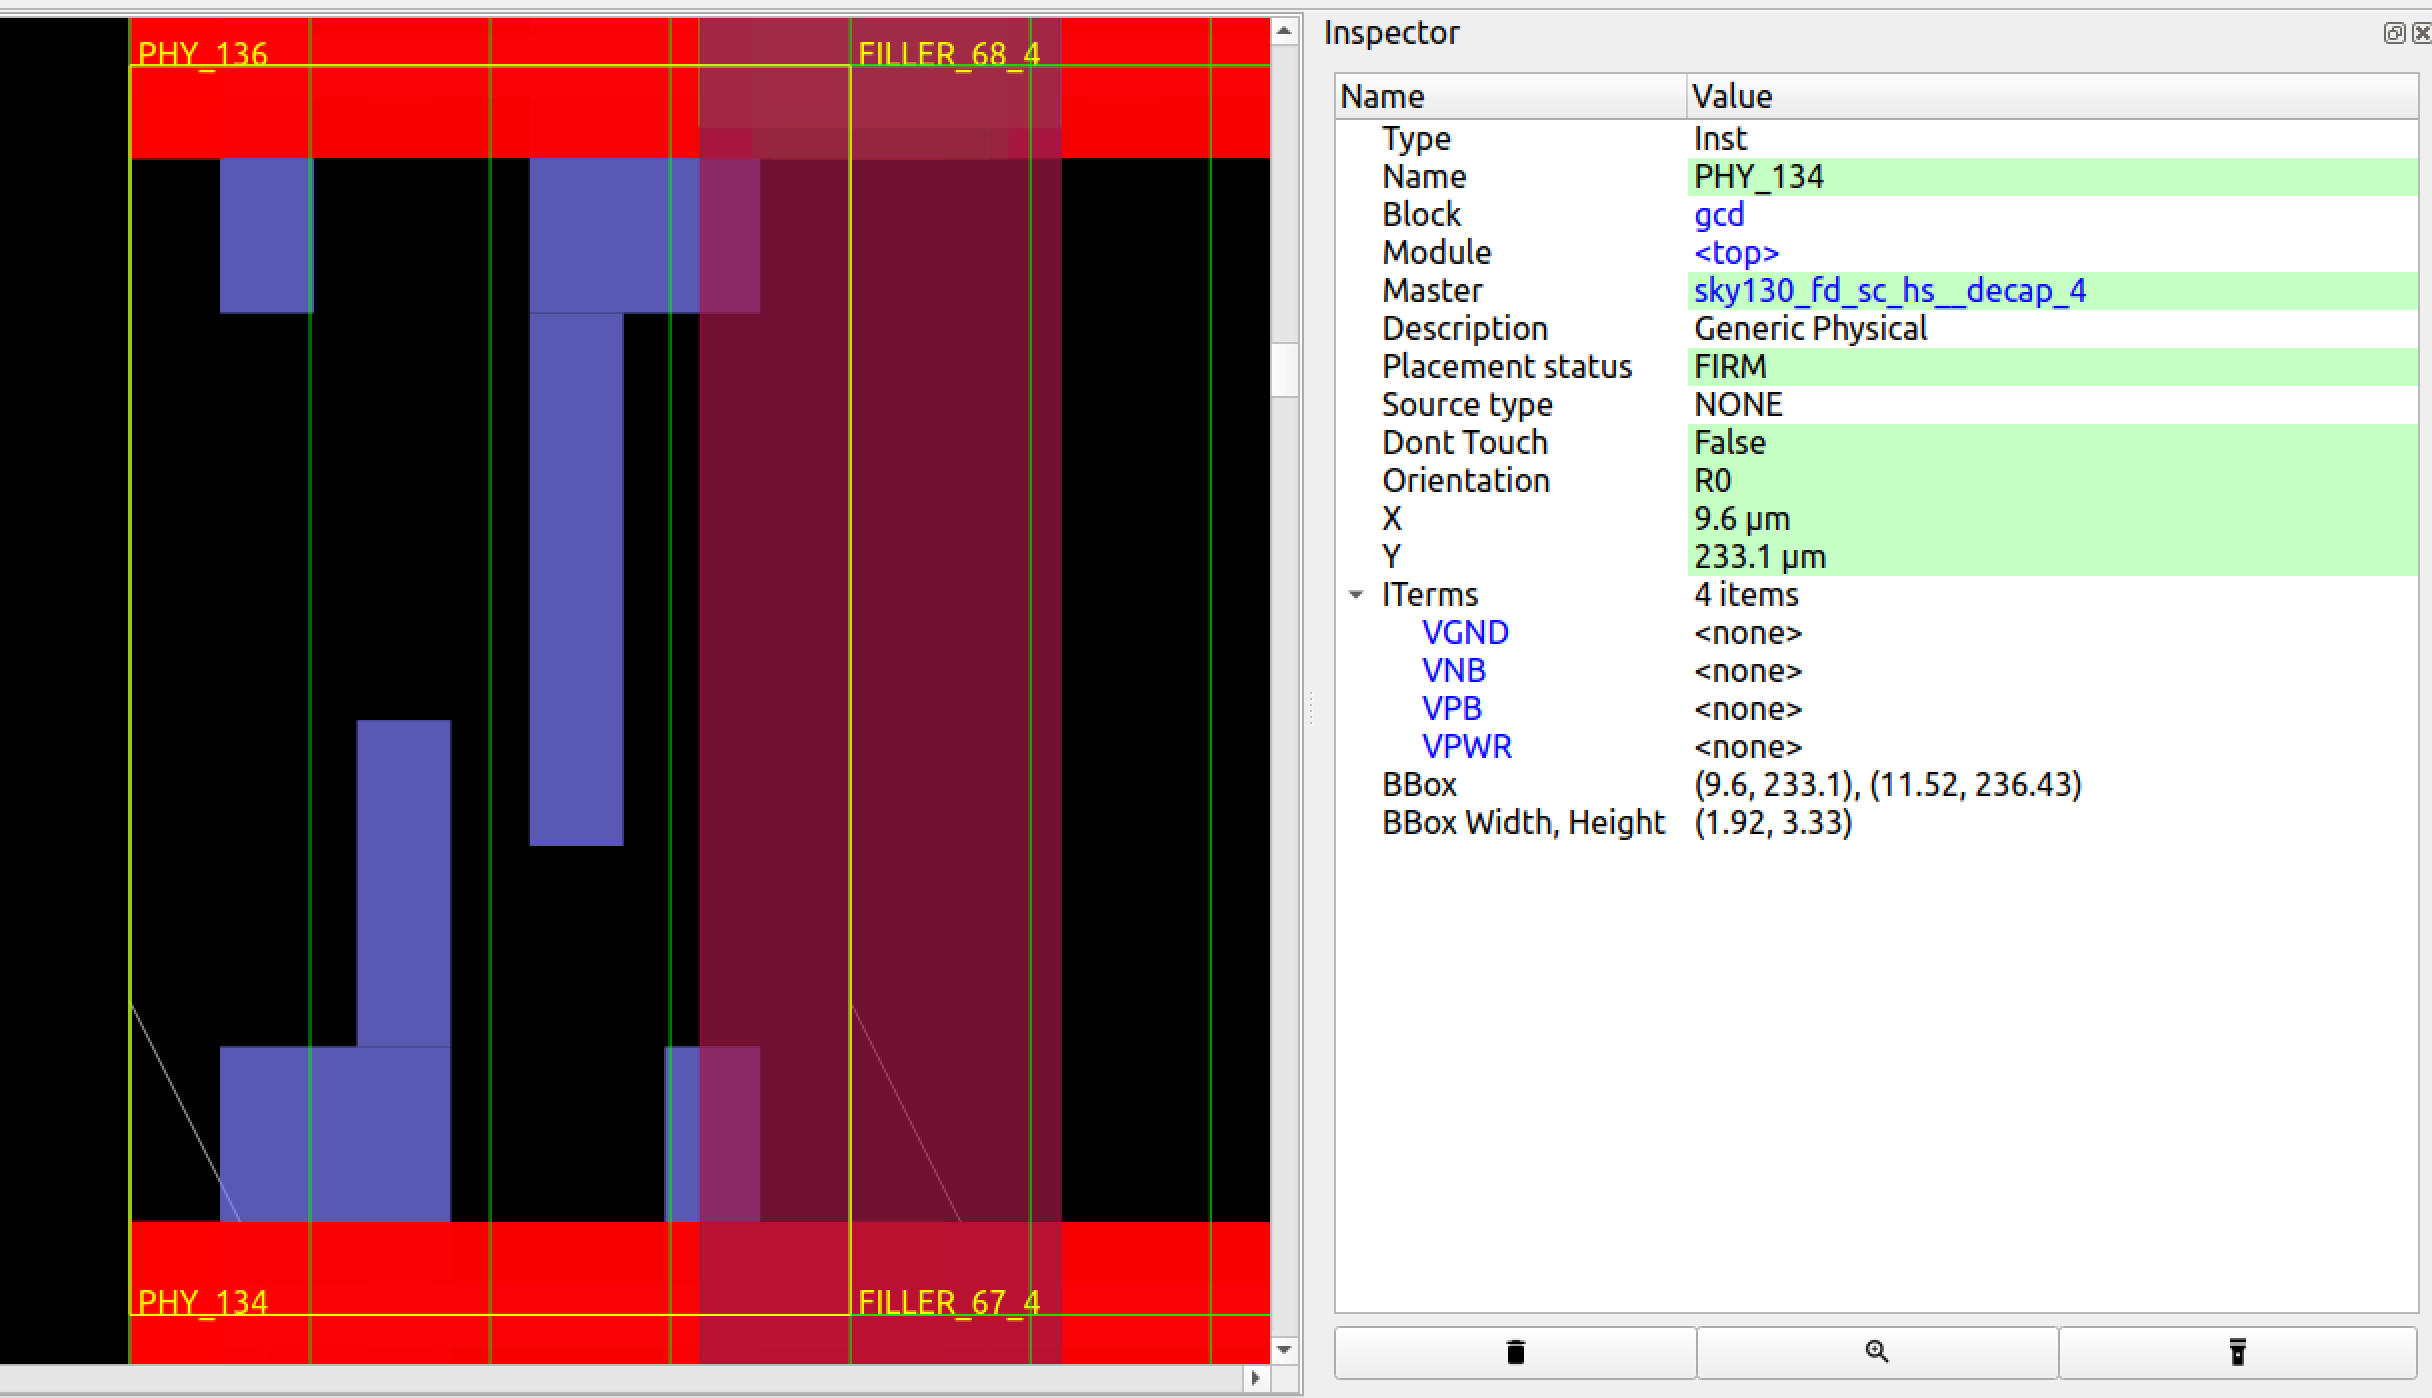 PHY_136
FILLER_68_4
PHY_134
FILLER_67_4
Inspector
Name Value
Type Inst
Name PHY_134
Block gcd
Module <top>
Master sky130_fd_sc_hs__decap_4
Description Generic Physical
Placement status FIRM
Source type NONE
Dont Touch False
Orientation R0
X 9.6 μm
Y 233.1 μm
ITerms 4 items
VGND <none>
VNB <none>
VPB <none>
VPWR <none>
BBox (9.6, 233.1), (11.52, 236.43)
BBox Width, Height (1.92, 3.33)